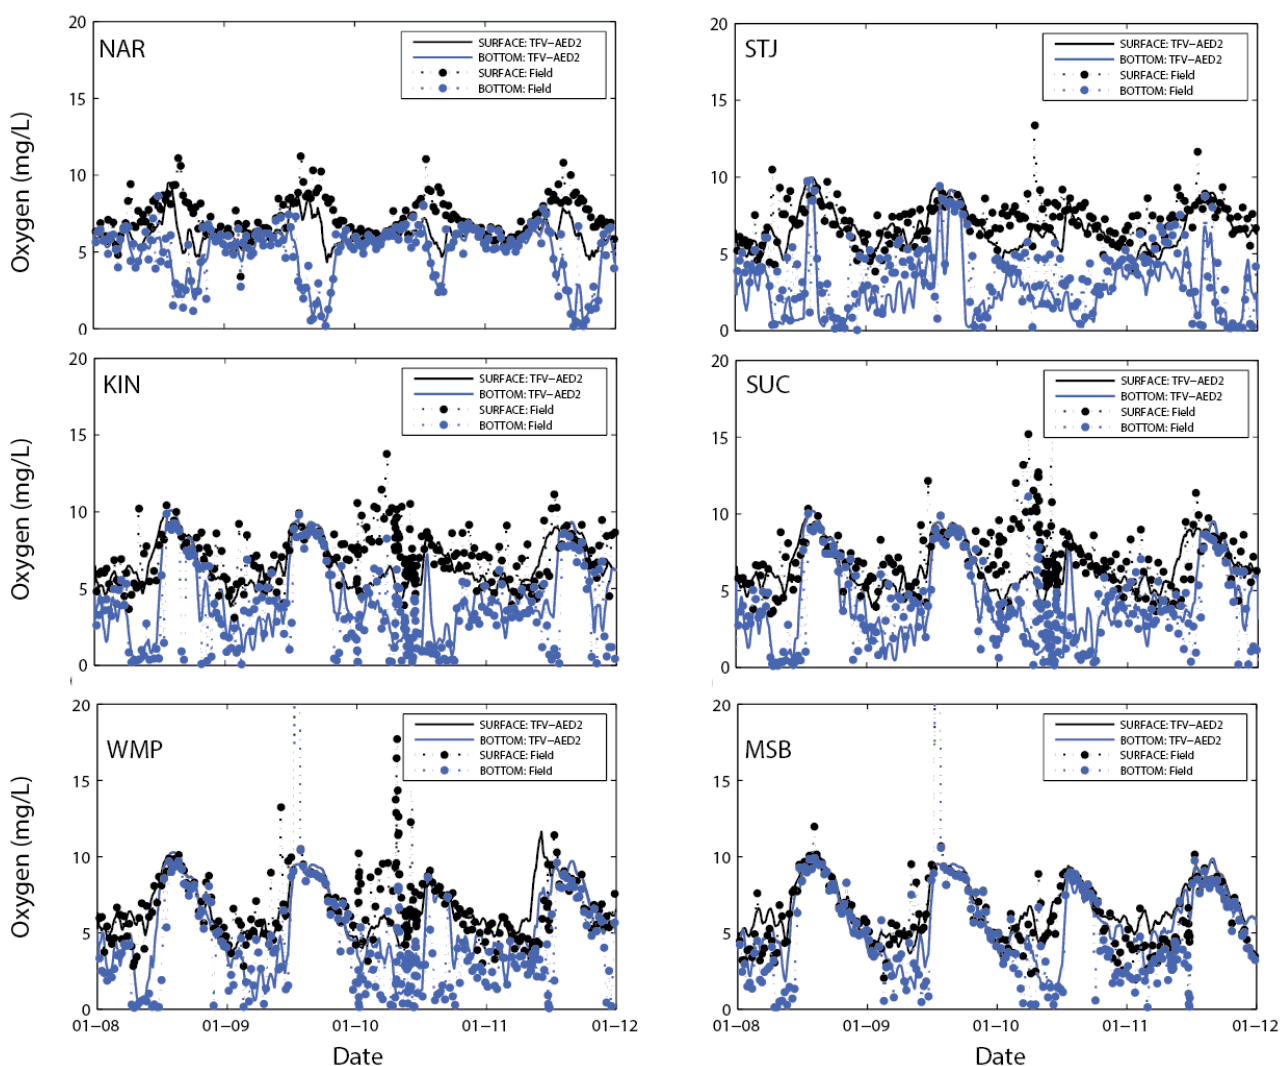 NAR
Oxygen (mg/L)
20
15
10
5
0
SURFACE: TFV-AED2
BOTTOM: TFV-AED2
SURFACE: Field
BOTTOM: Field
STJ
20
15
10
5
0
SURFACE: TFV-AED2
BOTTOM: TFV-AED2
SURFACE: Field
BOTTOM: Field
KIN
Oxygen (mg/L)
20
15
10
5
0
SURFACE: TFV-AED2
BOTTOM: TFV-AED2
SURFACE: Field
BOTTOM: Field
SUC
20
15
10
5
0
SURFACE: TFV-AED2
BOTTOM: TFV-AED2
SURFACE: Field
BOTTOM: Field
WMP
Oxygen (mg/L)
20
15
10
5
0
SURFACE: TFV-AED2
BOTTOM: TFV-AED2
SURFACE: Field
BOTTOM: Field
01-08 01-09 01-10 01-11 01-12
Date
MSB
20
15
10
5
0
SURFACE: TFV-AED2
BOTTOM: TFV-AED2
SURFACE: Field
BOTTOM: Field
01-08 01-09 01-10 01-11 01-12
Date